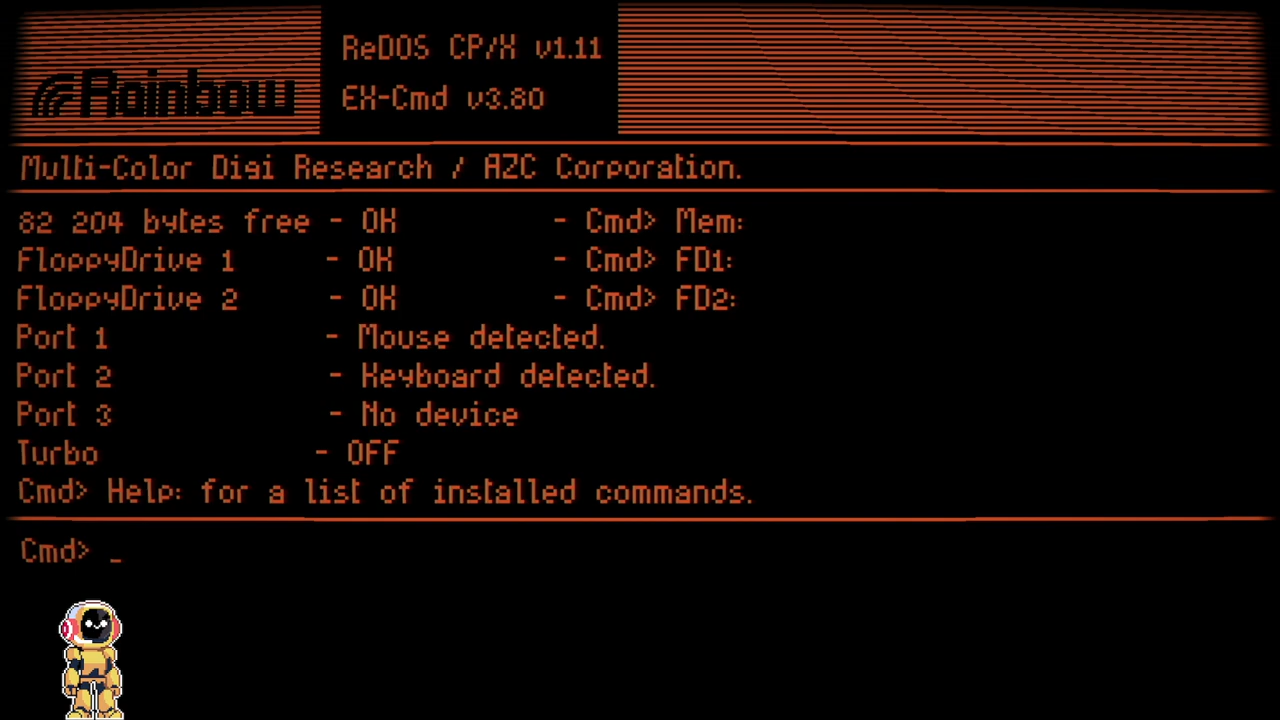 Rainbow
ReDOS CP/X v1.11
EX-Cmd v3.80
Multi-Color Digi Research / AZC Corporation.
82 204 bytes free - OK - Cmd> Mem:
FloppyDrive 1 - OK - Cmd> FD1:
FloppyDrive 2 - OK - Cmd> FD2:
Port 1 - Mouse detected.
Port 2 - Keyboard detected.
Port 3 - No device
Turbo - OFF
Cmd> Help: for a list of installed commands.
Cmd> _